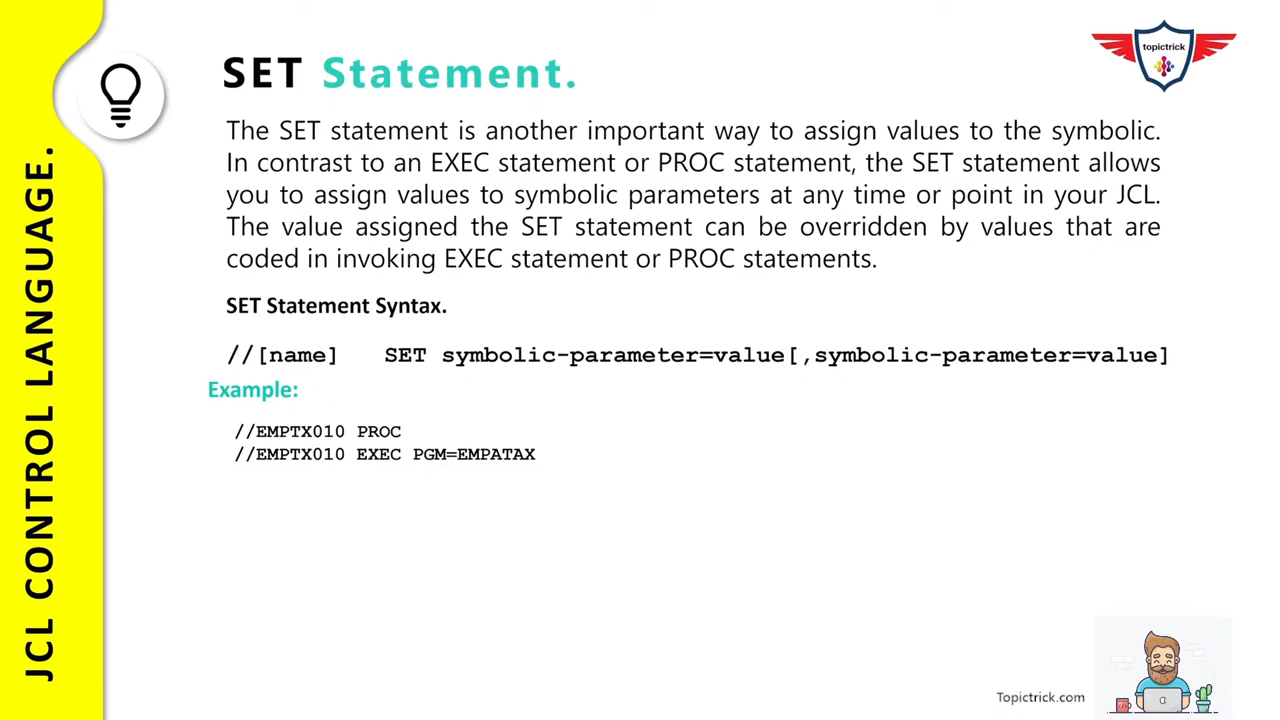 topictrick
SET Statement.
The SET statement is another important way to assign values to the symbolic.
In contrast to an EXEC statement or PROC statement, the SET statement allows
you to assign values to symbolic parameters at any time or point in your JCL.
The value assigned the SET statement can be overridden by values that are
coded in invoking EXEC statement or PROC statements.
SET Statement Syntax.
//[name] SET symbolic-parameter=value[,symbolic-parameter=value]
Example:
//EMPTX010 PROC
//EMPTX010 EXEC PGM=EMPATAX
JCL CONTROL LANGUAGE.
Topictrick.com